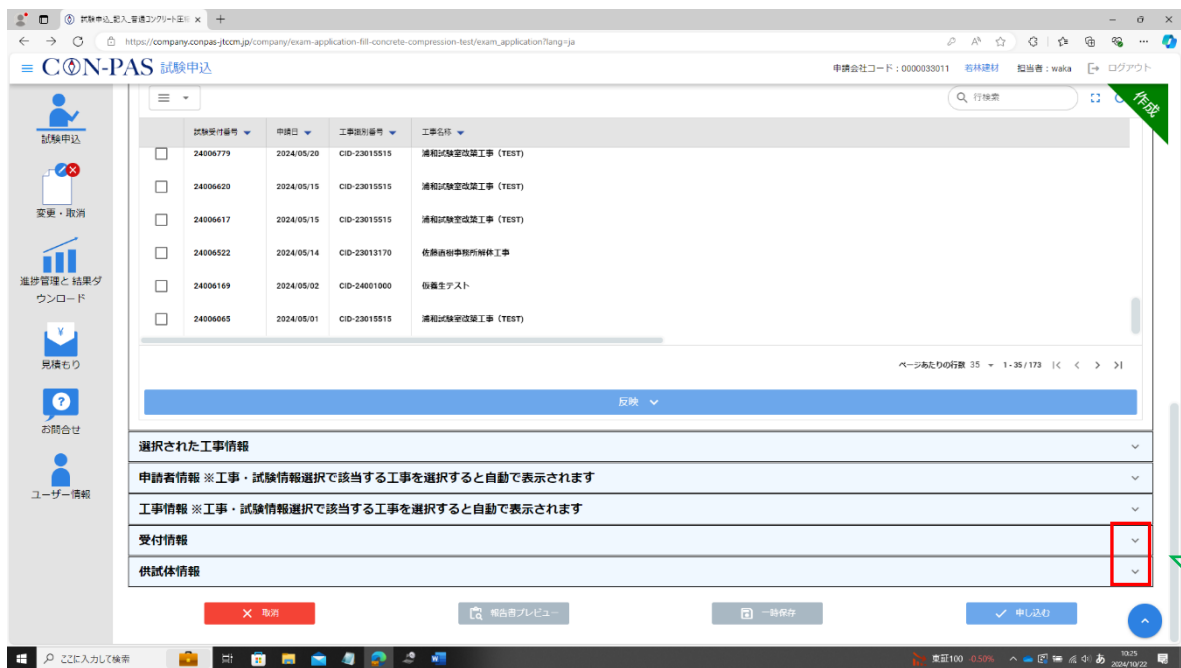 試験申込_記入_普通コンクリート圧縮
https://company.conpas-jtccm.jp/company/exam-application-fill-concrete-compression-test/exam_application?lang=ja
CON-PAS 試験申込
申請会社コード：0000033011 若林建材 担当者：waka ログアウト
作成
行検索
試験受付番号 申請日 工事識別番号 工事名称
24006779 2024/05/20 CID-23015515 浦和試験室改築工事（TEST）
24006620 2024/05/15 CID-23015515 浦和試験室改築工事（TEST）
24006617 2024/05/15 CID-23015515 浦和試験室改築工事（TEST）
24006522 2024/05/14 CID-23013170 佐藤直樹事務所解体工事
24006169 2024/05/02 CID-24001000 仮養生テスト
24006065 2024/05/01 CID-23015515 浦和試験室改築工事（TEST）
ページあたりの行数 35 1-35/173
反映
試験申込
変更・取消
進捗管理と結果ダ
ウンロード
見積もり
お問合せ
ユーザー情報
選択された工事情報
申請者情報 ※工事・試験情報選択で該当する工事を選択すると自動で表示されます
工事情報 ※工事・試験情報選択で該当する工事を選択すると自動で表示されます
受付情報
供試体情報
取消
報告書プレビュー
一時保存
申し込む
ここに入力して検索
東証100 -0.50%
あ
10:25
2024/10/22